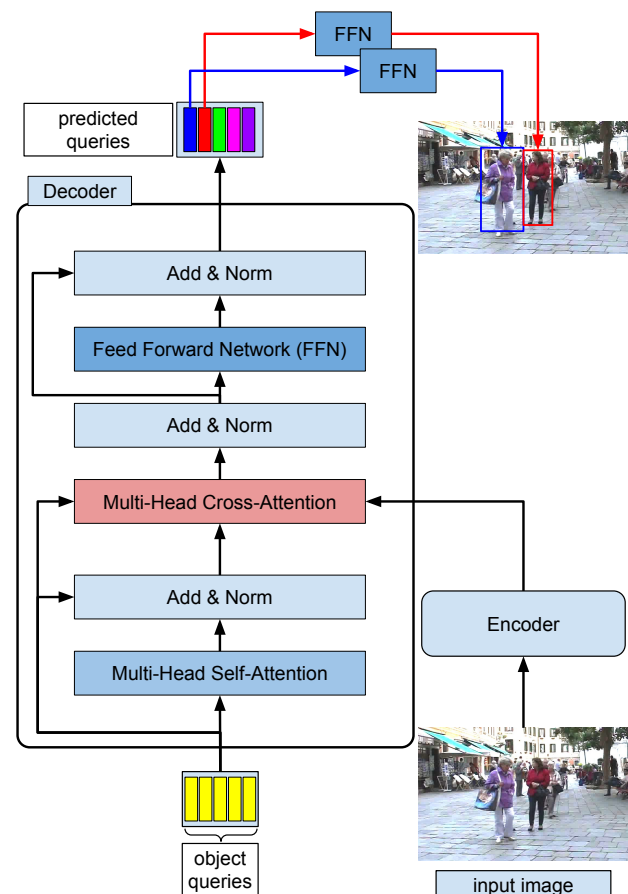 FFN
FFN
predicted
queries
Decoder
Add & Norm
Feed Forward Network (FFN)
Add & Norm
Multi-Head Cross-Attention
Add & Norm
Encoder
Multi-Head Self-Attention
object
queries
input image